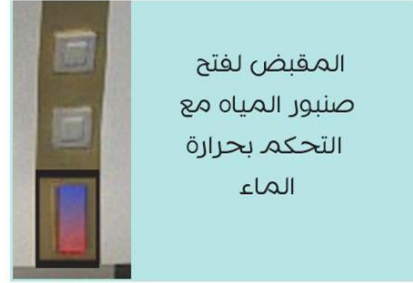 المقبض لفتح
صنبور المياه مع
التحكم بحرارة
الماء